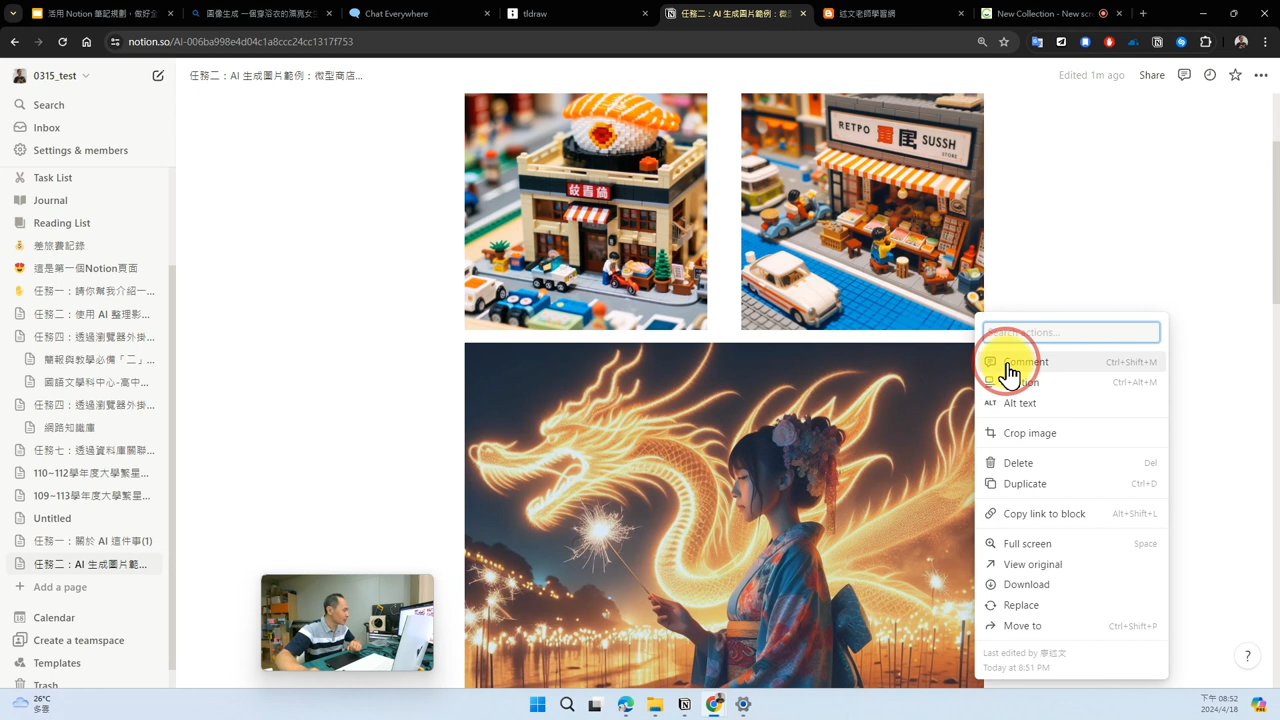 活用 Notion 筆記規劃，做好企
圖像生成 一個穿浴衣的漂亮女生
Chat Everywhere
tldraw
任務二：AI 生成圖片範例：微型
逑文老師學習網
New Collection - New scr
notion.so/AI-006ba998e4d04c1a8ccc24cc1317f753
0315_test
任務二：AI 生成圖片範例：微型商店...
Edited 1m ago
Share
Search
Inbox
Settings & members
Task List
Journal
Reading List
差旅費記錄
這是第一個Notion頁面
任務一：請你幫我介紹一...
任務二：使用 AI 整理影...
任務四：透過瀏覽器外掛...
簡報與教學必備「二」...
國語文學科中心-高中...
任務四：透過瀏覽器外掛...
網路知識庫
任務七：透過資料庫關聯...
110~112學年度大學繁星...
109~113學年度大學繁星...
Untitled
任務一：關於 AI 這件事(1)
任務二：AI 生成圖片範...
Add a page
Calendar
Create a teamspace
Templates
Trash
RETPO
SUSSH
STORE
Search actions...
Comment Ctrl+Shift+M
Ctrl+Alt+M
ALT Alt text
Crop image
Delete Del
Duplicate Ctrl+D
Copy link to block Alt+Shift+L
Full screen Space
View original
Download
Replace
Move to Ctrl+Shift+P
Last edited by
Today at 8:51 PM
?
26°C
多雲
下午 08:52
2024/4/18